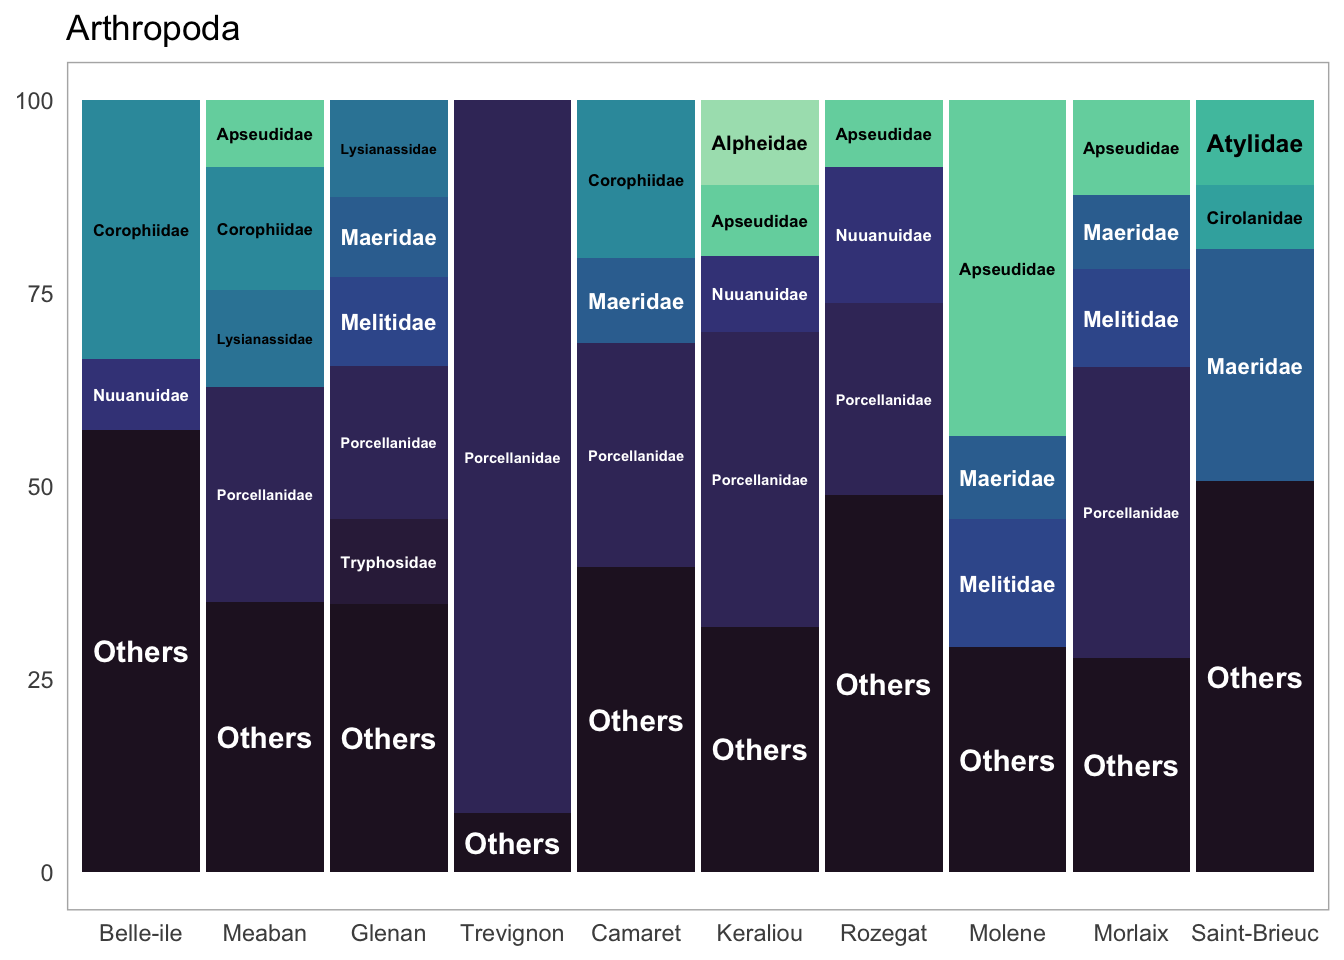 Arthropoda
100
75
50
25
0
Corophiidae
Nuuanuidae
Others
Apseudidae
Corophiidae
Lysianassidae
Porcellanidae
Others
Lysianassidae
Maeridae
Melitidae
Porcellanidae
Tryphosidae
Others
Porcellanidae
Others
Corophiidae
Maeridae
Porcellanidae
Others
Alpheidae
Apseudidae
Nuuanuidae
Porcellanidae
Others
Apseudidae
Nuuanuidae
Porcellanidae
Others
Apseudidae
Maeridae
Melitidae
Others
Apseudidae
Maeridae
Melitidae
Porcellanidae
Others
Atylidae
Cirolanidae
Maeridae
Others
Belle-ile Meaban Glenan Trevignon Camaret Keraliou Rozegat Molene Morlaix Saint-Brieuc